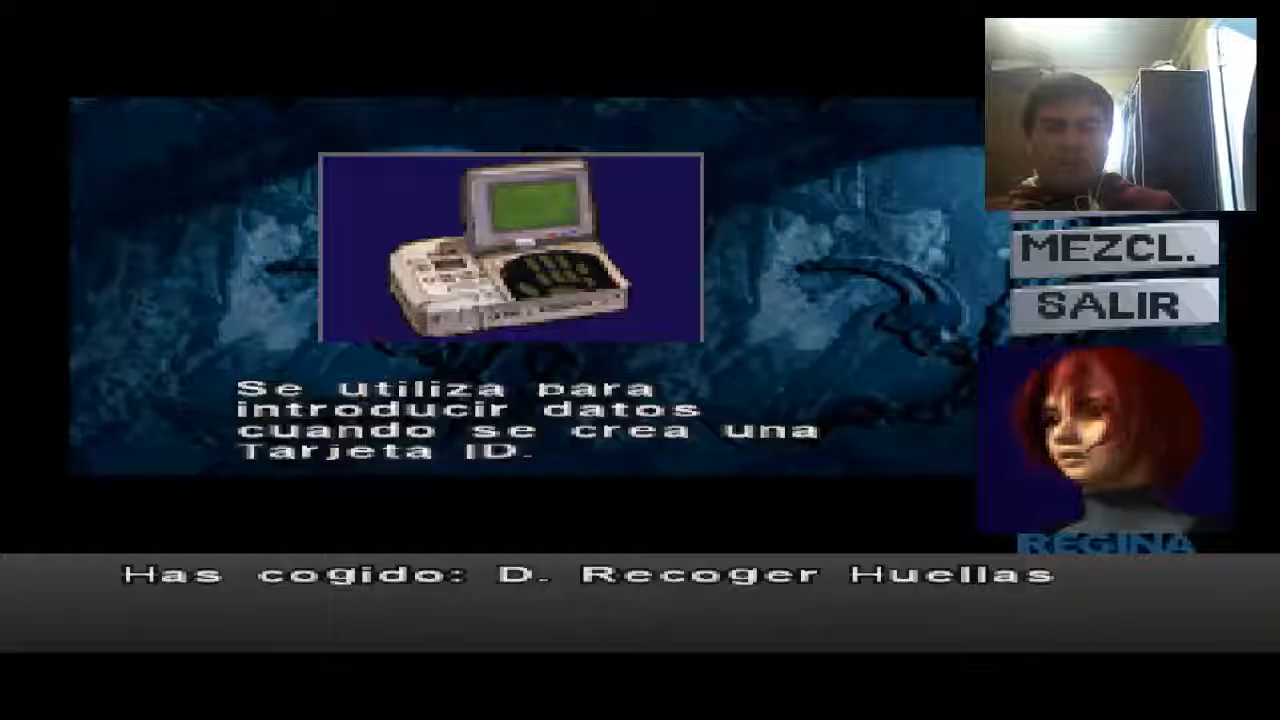 MEZCL.
SALIR
Se utiliza para
introducir datos
cuando se crea una
Tarjeta ID.
REGINA
Has cogido: D. Recoger Huellas